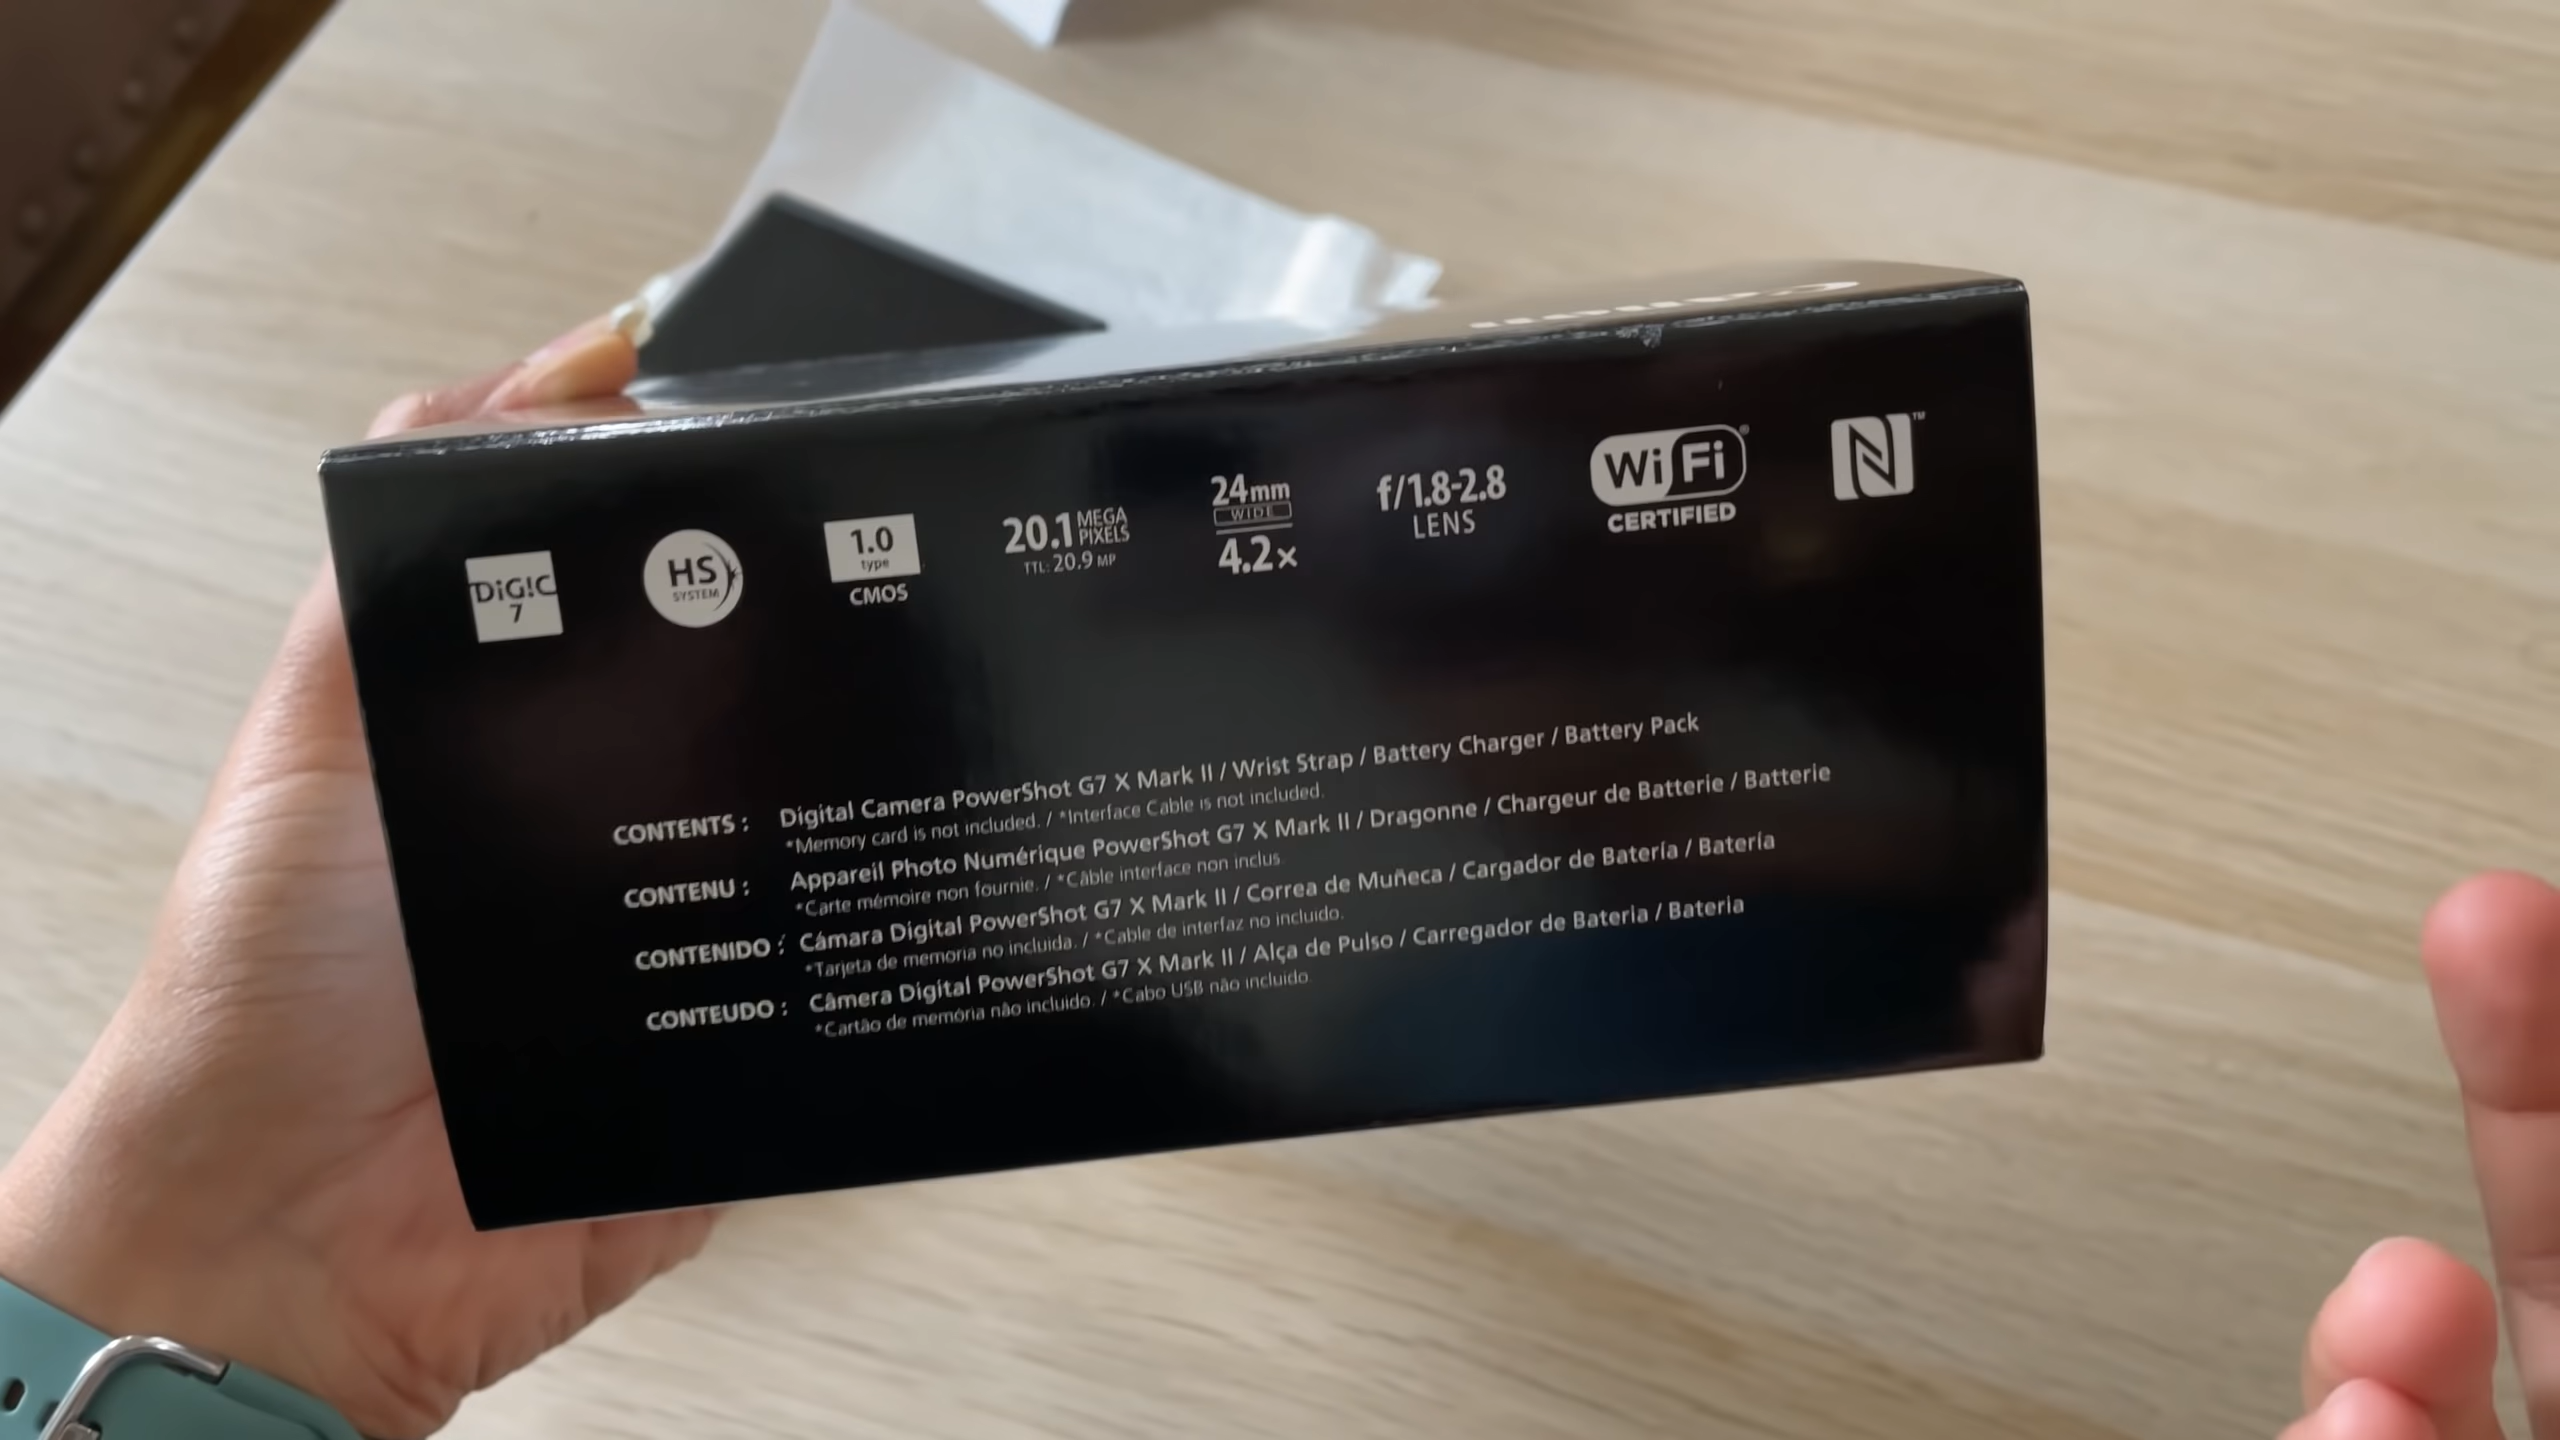 Canon
DiG!C
7
HS
SYSTEM
1.0
type
CMOS
20.1 MEGA PIXELS
TTL: 20.9 MP
24mm
WIDE
4.2x
f/1.8-2.8
LENS
Wi Fi®
CERTIFIED
N™
CONTENTS : Digital Camera PowerShot G7 X Mark II / Wrist Strap / Battery Charger / Battery Pack
*Memory card is not included. / *Interface Cable is not included.
CONTENU : Appareil Photo Numérique PowerShot G7 X Mark II / Dragonne / Chargeur de Batterie / Batterie
*Carte mémoire non fournie. / *Câble interface non inclus.
CONTENIDO : Cámara Digital PowerShot G7 X Mark II / Correa de Muñeca / Cargador de Batería / Batería
*Tarjeta de memoria no incluida. / *Cable de interfaz no incluido.
CONTEUDO : Câmera Digital PowerShot G7 X Mark II / Alça de Pulso / Carregador de Bateria / Bateria
*Cartão de memória não incluido. / *Cabo USB não incluido.